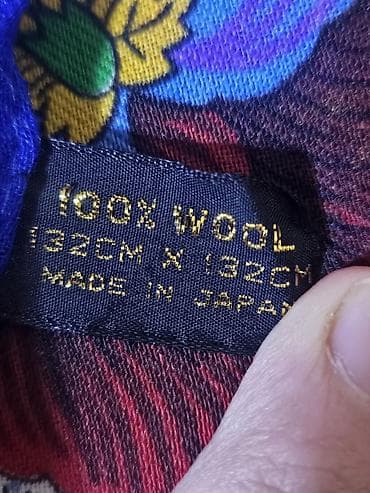 100% WOOL
132CM X 132CM
MADE IN JAPAN